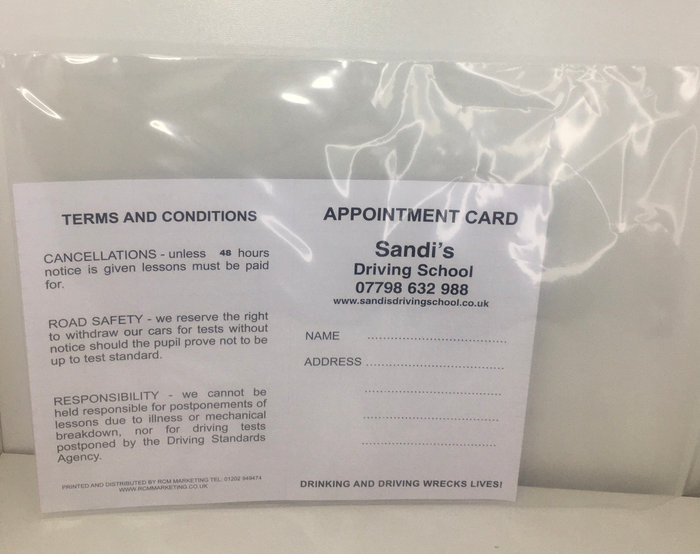 TERMS AND CONDITIONS
CANCELLATIONS - unless 48 hours
notice is given lessons must be paid
for.
ROAD SAFETY - we reserve the right
to withdraw our cars for tests without
notice should the pupil prove not to be
up to test standard.
RESPONSIBILITY - we cannot be
held responsible for postponements of
lessons due to illness or mechanical
breakdown, nor for driving tests
postponed by the Driving Standards
Agency.
PRINTED AND DISTRIBUTED BY RCM MARKETING TEL: 01202 949474
WWW.RCMMARKETING.CO.UK
APPOINTMENT CARD
Sandi's
Driving School
07798 632 988
www.sandisdrivingschool.co.uk
NAME
ADDRESS
DRINKING AND DRIVING WRECKS LIVES!